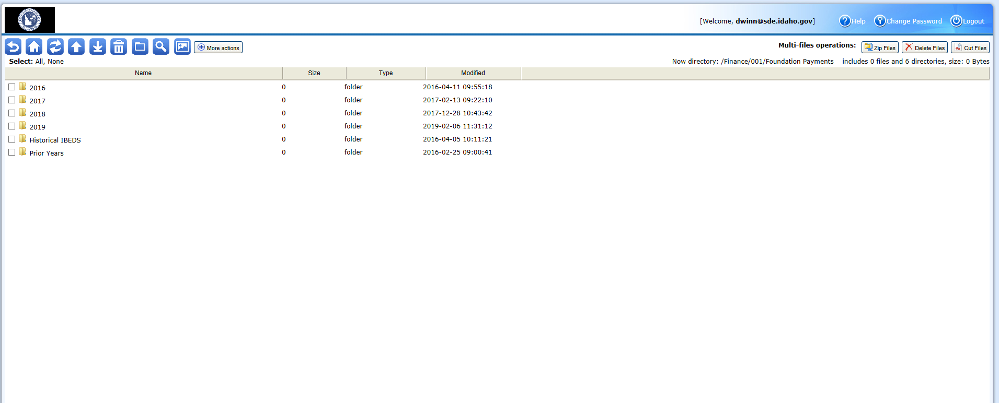 [Welcome, dwinn@sde.idaho.gov] Help Change Password Logout
More actions Multi-files operations: Zip Files Delete Files Cut Files
Select: All, None Now directory: /Finance/001/Foundation Payments includes 0 files and 6 directories, size: 0 Bytes
Name Size Type Modified
2016 0 folder 2016-04-11 09:55:18
2017 0 folder 2017-02-13 09:22:10
2018 0 folder 2017-12-28 10:43:42
2019 0 folder 2019-02-06 11:31:12
Historical IBEDS 0 folder 2016-04-05 10:11:21
Prior Years 0 folder 2016-02-25 09:00:41